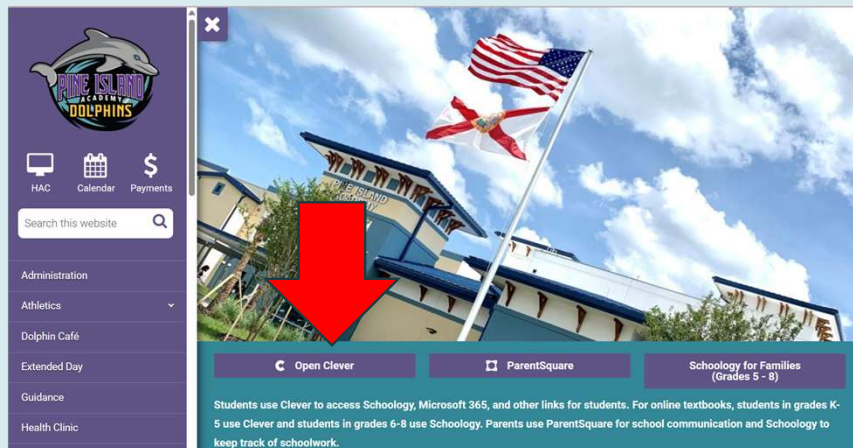 PINE ISLAND
ACADEMY
DOLPHINS
HAC
Calendar
Payments
Search this website
Administration
Athletics
Dolphin Café
Extended Day
Guidance
Health Clinic
PINE ISLAND
ACADEMY
Open Clever
ParentSquare
Schoology for Families
(Grades 5 - 8)
Students use Clever to access Schoology, Microsoft 365, and other links for students. For online textbooks, students in grades K-
5 use Clever and students in grades 6-8 use Schoology. Parents use ParentSquare for school communication and Schoology to
keep track of schoolwork.